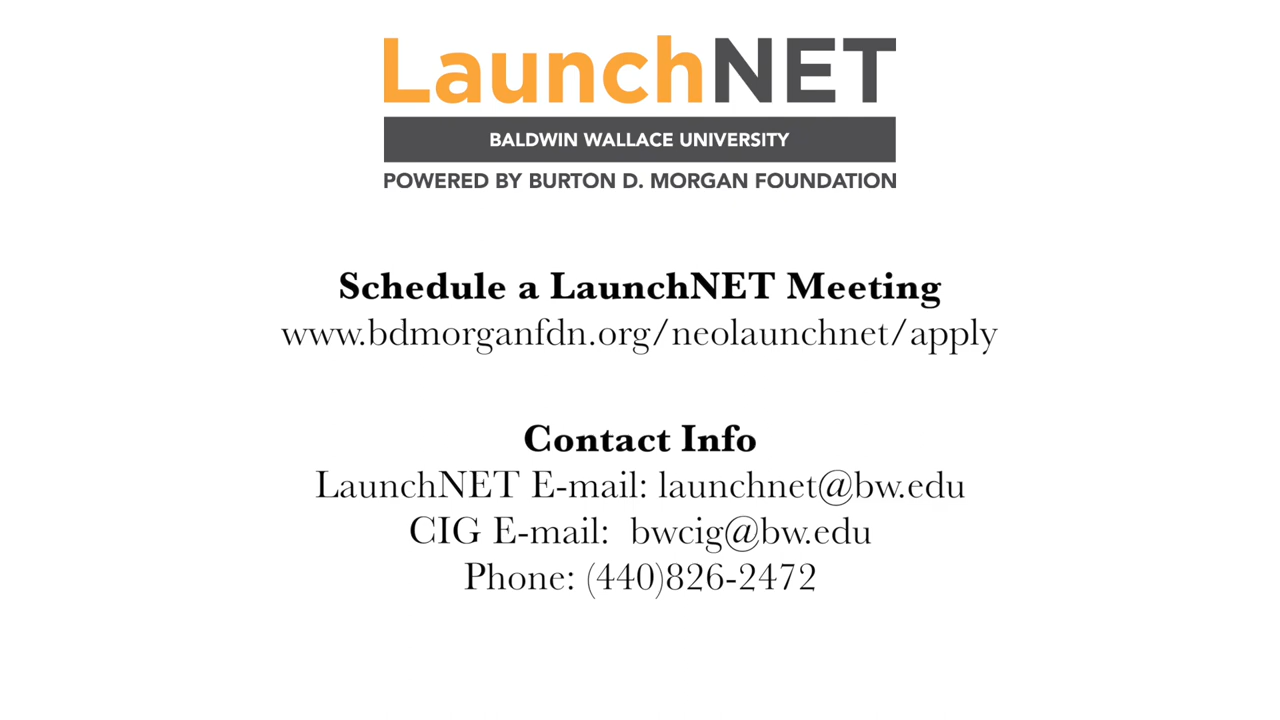 LaunchNET
BALDWIN WALLACE UNIVERSITY
POWERED BY BURTON D. MORGAN FOUNDATION
Schedule a LaunchNET Meeting
www.bdmorganfdn.org/neolaunchnet/apply
Contact Info
LaunchNET E-mail: launchnet@bw.edu
CIG E-mail:  bwcig@bw.edu
Phone: (440)826-2472